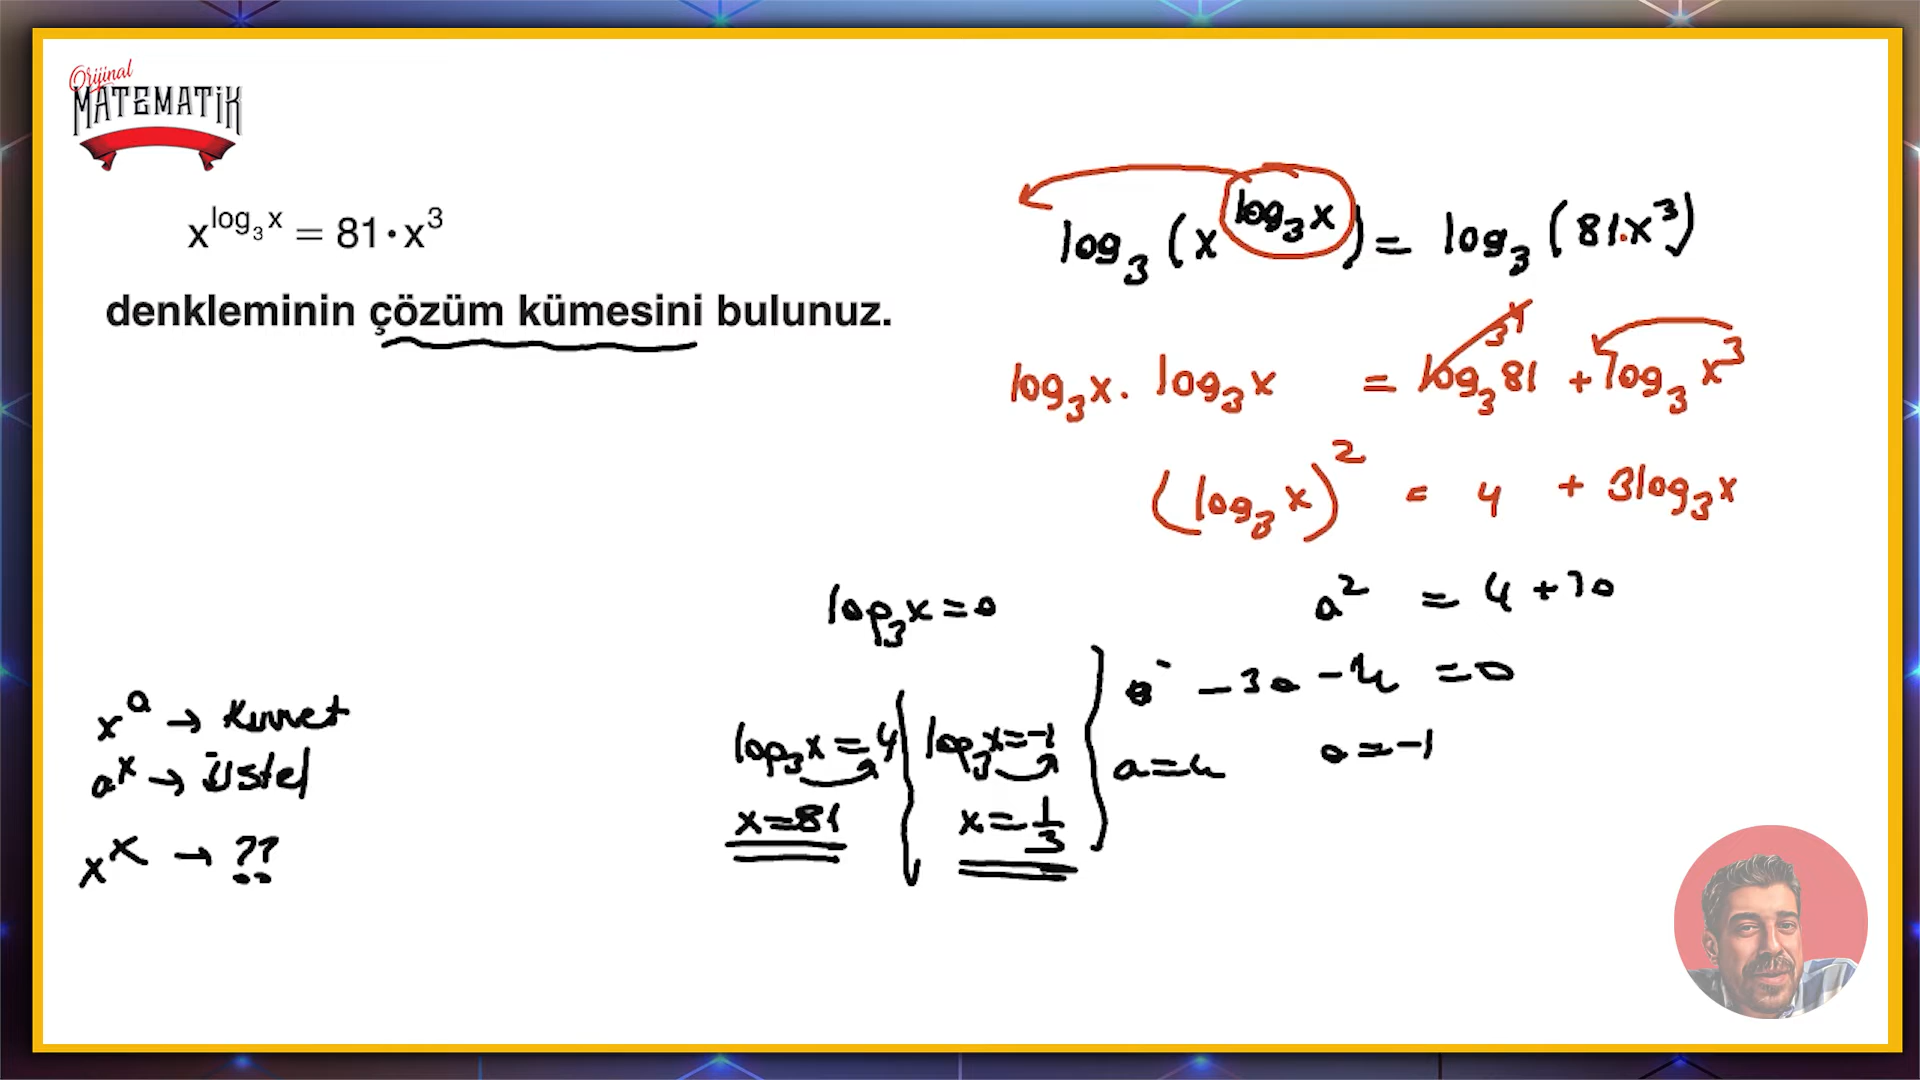 Orijinal
MATEMATİK
x^{log₃x} = 81·x³
denkleminin çözüm kümesini bulunuz.
log₃(x^{log₃x}) = log₃(81.x³)
3⁴
log₃x. log₃x = log₃81 + log₃x³
(log₃x)² = 4 + 3log₃x
log₃x=a
a² = 4+3a
a² -3a -4 =0
a=4 a=-1
log₃x=4 log₃x=-1
x=81 x=1/3
x^a → Kuvvet
a^x → Üstel
x^x → ??